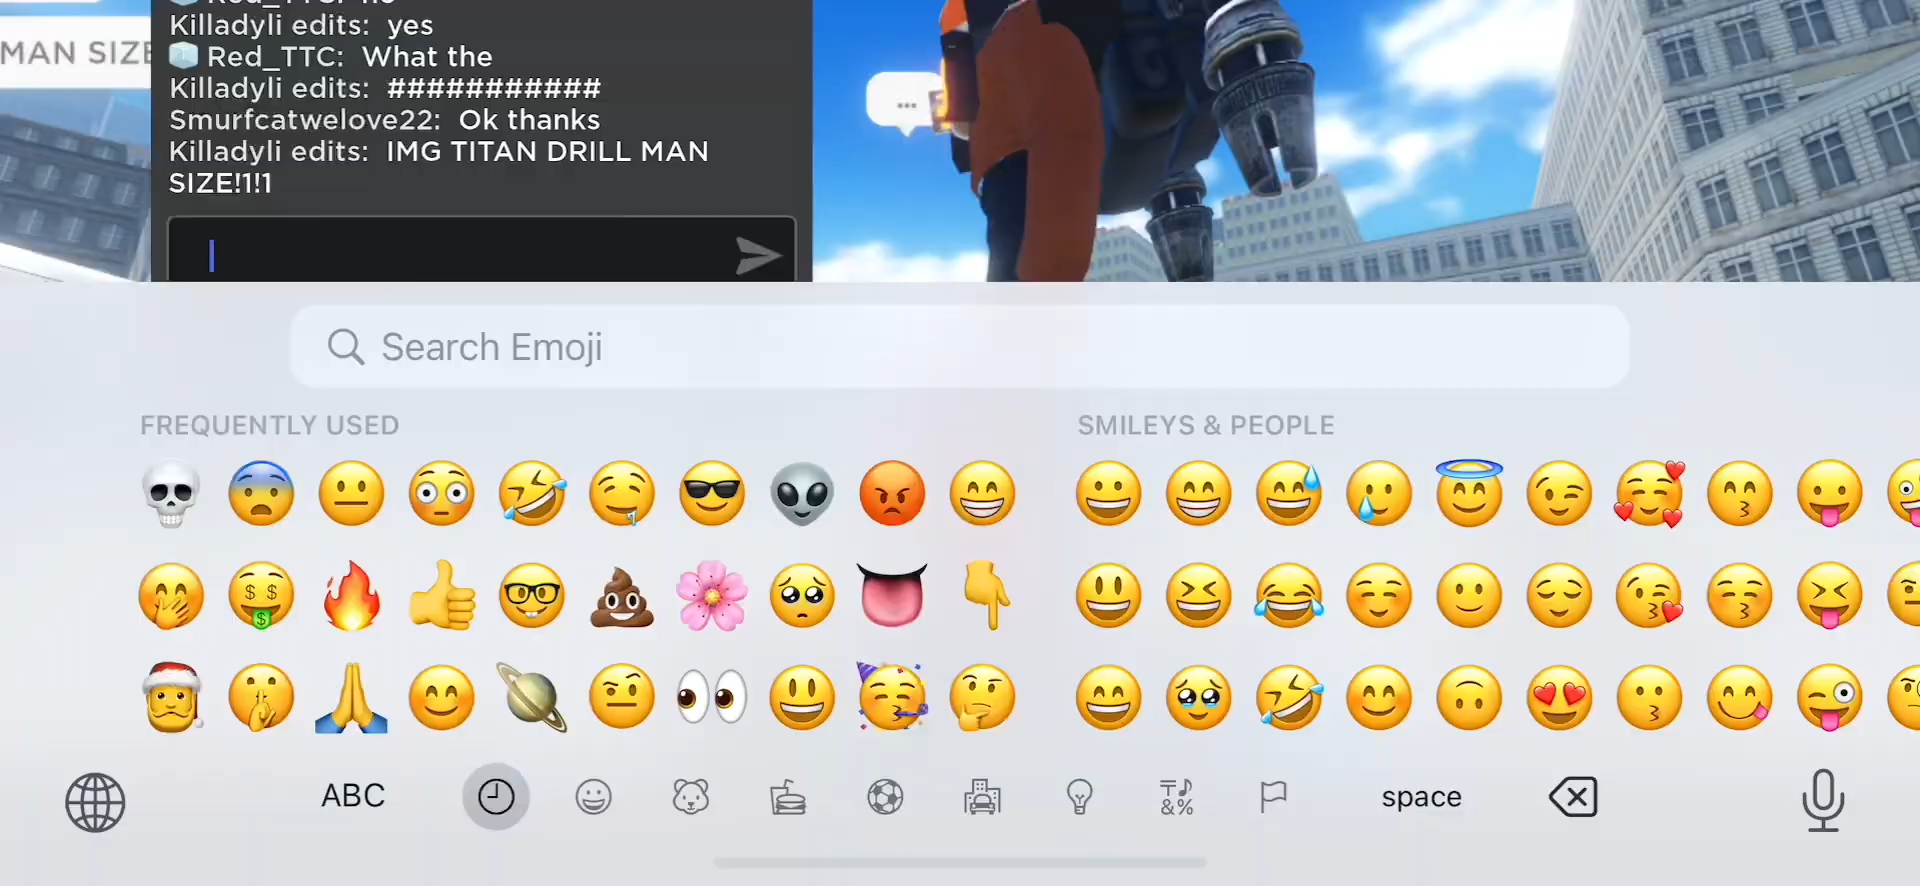 MAN SIZE
Killadyli edits: yes
Red_TTC: What the
Killadyli edits: ###########
Smurfcatwelove22: Ok thanks
Killadyli edits: IMG TITAN DRILL MAN
SIZE!1!1
...
Search Emoji
FREQUENTLY USED
SMILEYS & PEOPLE
ABC
space